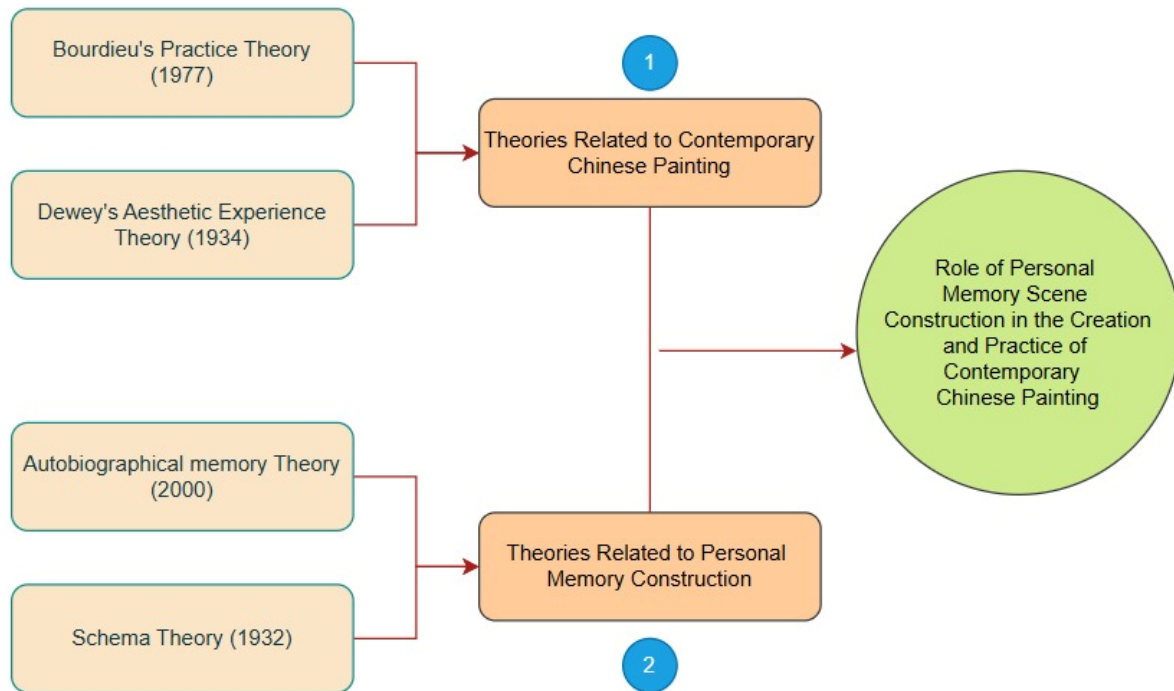 Bourdieu's Practice Theory
(1977)
Dewey's Aesthetic Experience
Theory (1934)
1
Theories Related to Contemporary
Chinese Painting
Role of Personal
Memory Scene
Construction in the Creation
and Practice of
Contemporary
Chinese Painting
Autobiographical memory Theory
(2000)
Schema Theory (1932)
Theories Related to Personal
Memory Construction
2